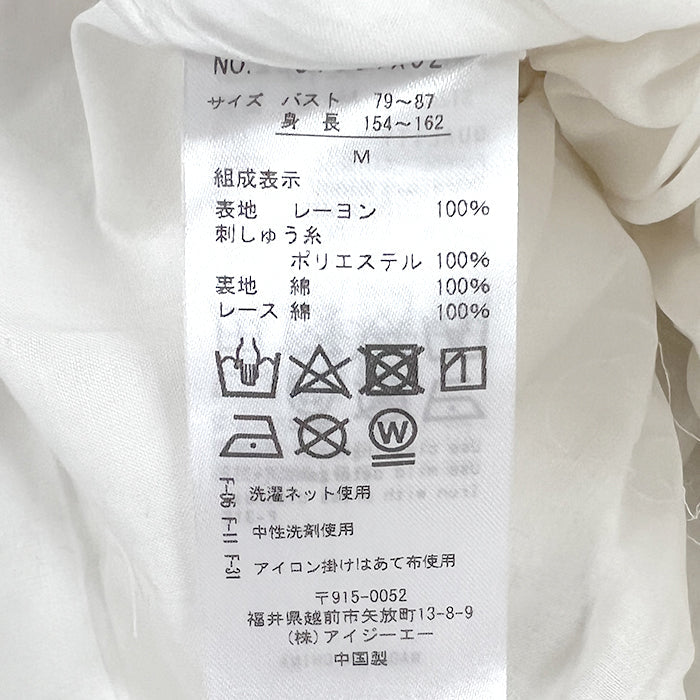 NO.
サイズ バスト 79～87
身長 154～162
M
組成表示
表地 レーヨン 100%
刺しゅう糸
ポリエステル 100%
裏地 綿 100%
レース 綿 100%
W
F-06 洗濯ネット使用
F-11 中性洗剤使用
F-31 アイロン掛けはあて布使用
〒915-0052
福井県越前市矢放町13-8-9
(株)アイジーエー
中国製